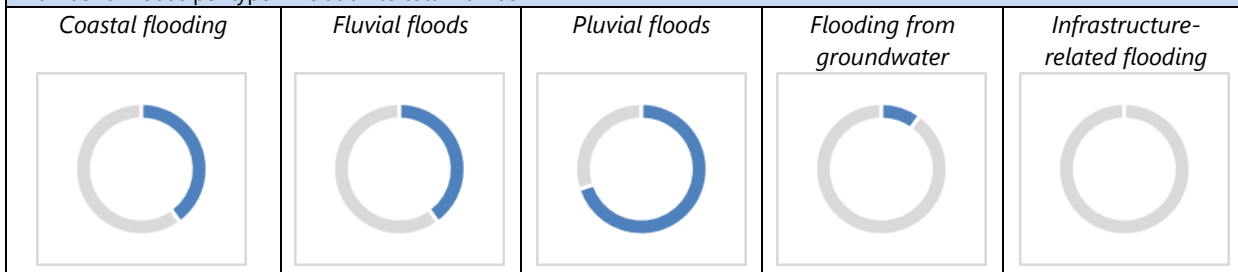 Coastal flooding
Fluvial floods
Pluvial floods
Flooding from
groundwater
Infrastructure-
related flooding